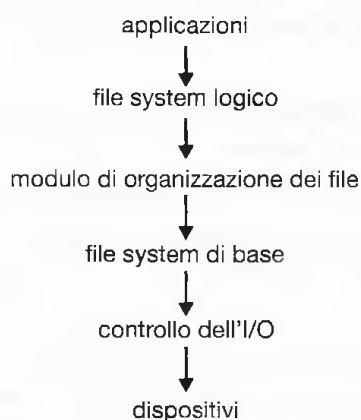 applicazioni
file system logico
modulo di organizzazione dei file
file system di base
controllo dell'I/O
dispositivi